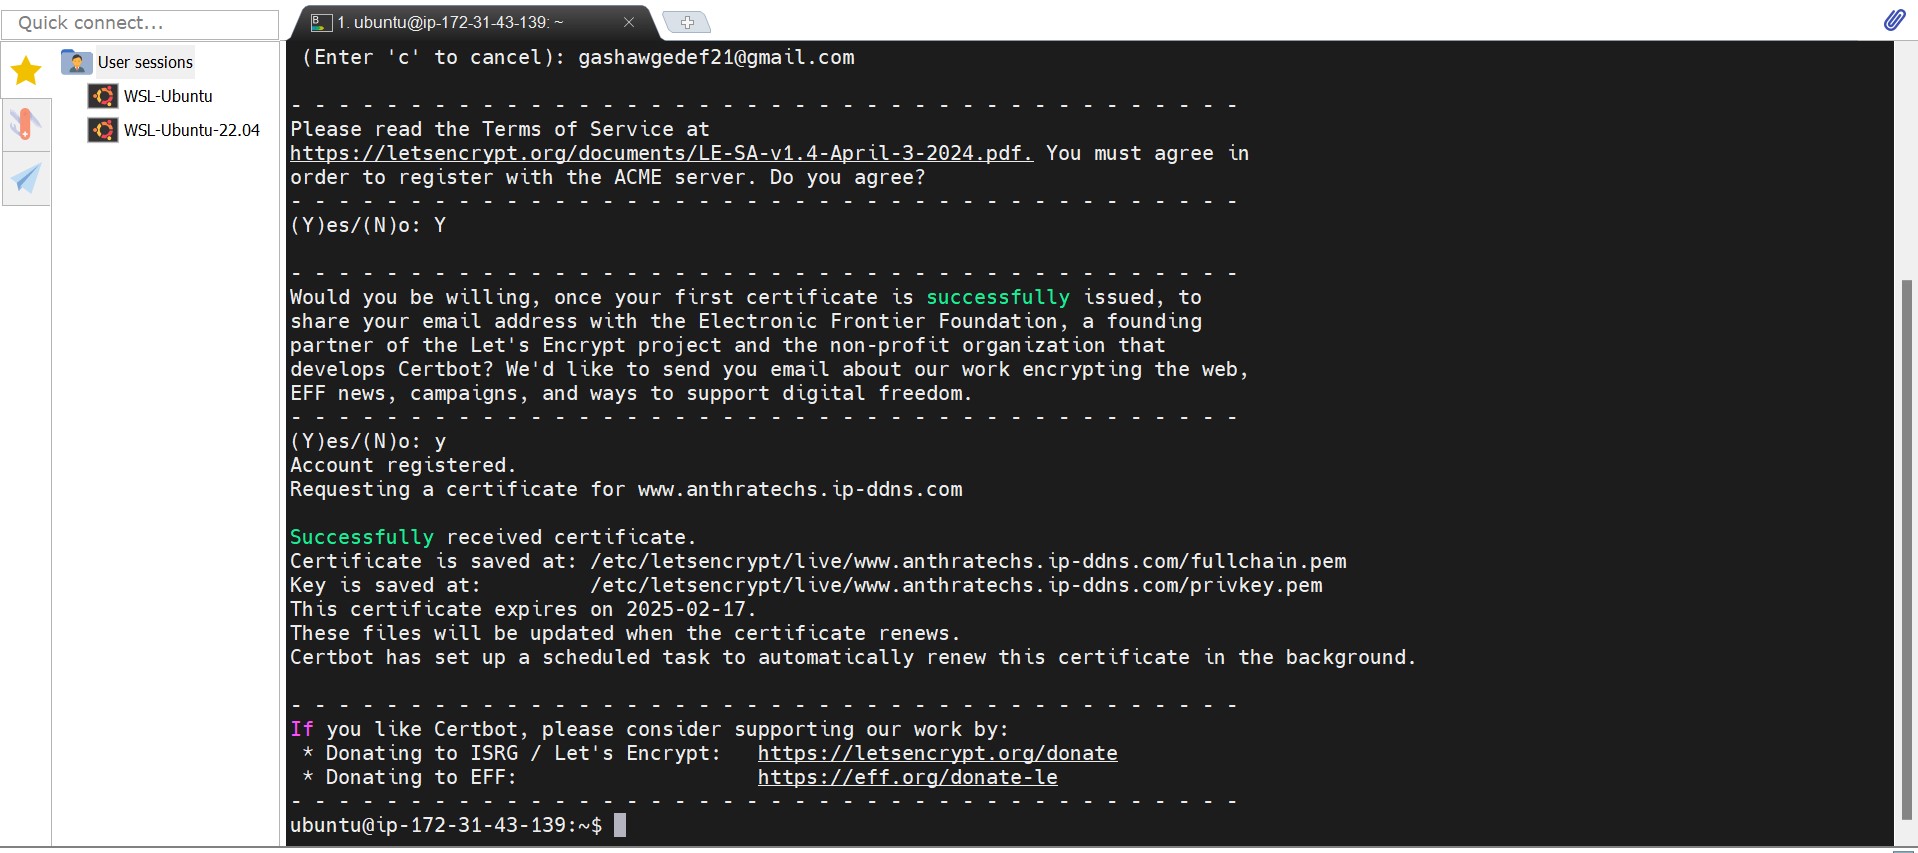 Quick connect...
1. ubuntu@ip-172-31-43-139: ~
User sessions
WSL-Ubuntu
WSL-Ubuntu-22.04
(Enter 'c' to cancel): gashawgedef21@gmail.com
- - - - - - - - - - - - - - - - - - - - - - - - - - - - - - - - - - - - - - - -
Please read the Terms of Service at
https://letsencrypt.org/documents/LE-SA-v1.4-April-3-2024.pdf. You must agree in
order to register with the ACME server. Do you agree?
- - - - - - - - - - - - - - - - - - - - - - - - - - - - - - - - - - - - - - - -
(Y)es/(N)o: Y
- - - - - - - - - - - - - - - - - - - - - - - - - - - - - - - - - - - - - - - -
Would you be willing, once your first certificate is successfully issued, to
share your email address with the Electronic Frontier Foundation, a founding
partner of the Let's Encrypt project and the non-profit organization that
develops Certbot? We'd like to send you email about our work encrypting the web,
EFF news, campaigns, and ways to support digital freedom.
- - - - - - - - - - - - - - - - - - - - - - - - - - - - - - - - - - - - - - - -
(Y)es/(N)o: y
Account registered.
Requesting a certificate for www.anthratechs.ip-ddns.com
Successfully received certificate.
Certificate is saved at: /etc/letsencrypt/live/www.anthratechs.ip-ddns.com/fullchain.pem
Key is saved at:         /etc/letsencrypt/live/www.anthratechs.ip-ddns.com/privkey.pem
This certificate expires on 2025-02-17.
These files will be updated when the certificate renews.
Certbot has set up a scheduled task to automatically renew this certificate in the background.
- - - - - - - - - - - - - - - - - - - - - - - - - - - - - - - - - - - - - - - -
If you like Certbot, please consider supporting our work by:
* Donating to ISRG / Let's Encrypt:   https://letsencrypt.org/donate
* Donating to EFF:                    https://eff.org/donate-le
- - - - - - - - - - - - - - - - - - - - - - - - - - - - - - - - - - - - - - - -
ubuntu@ip-172-31-43-139:~$